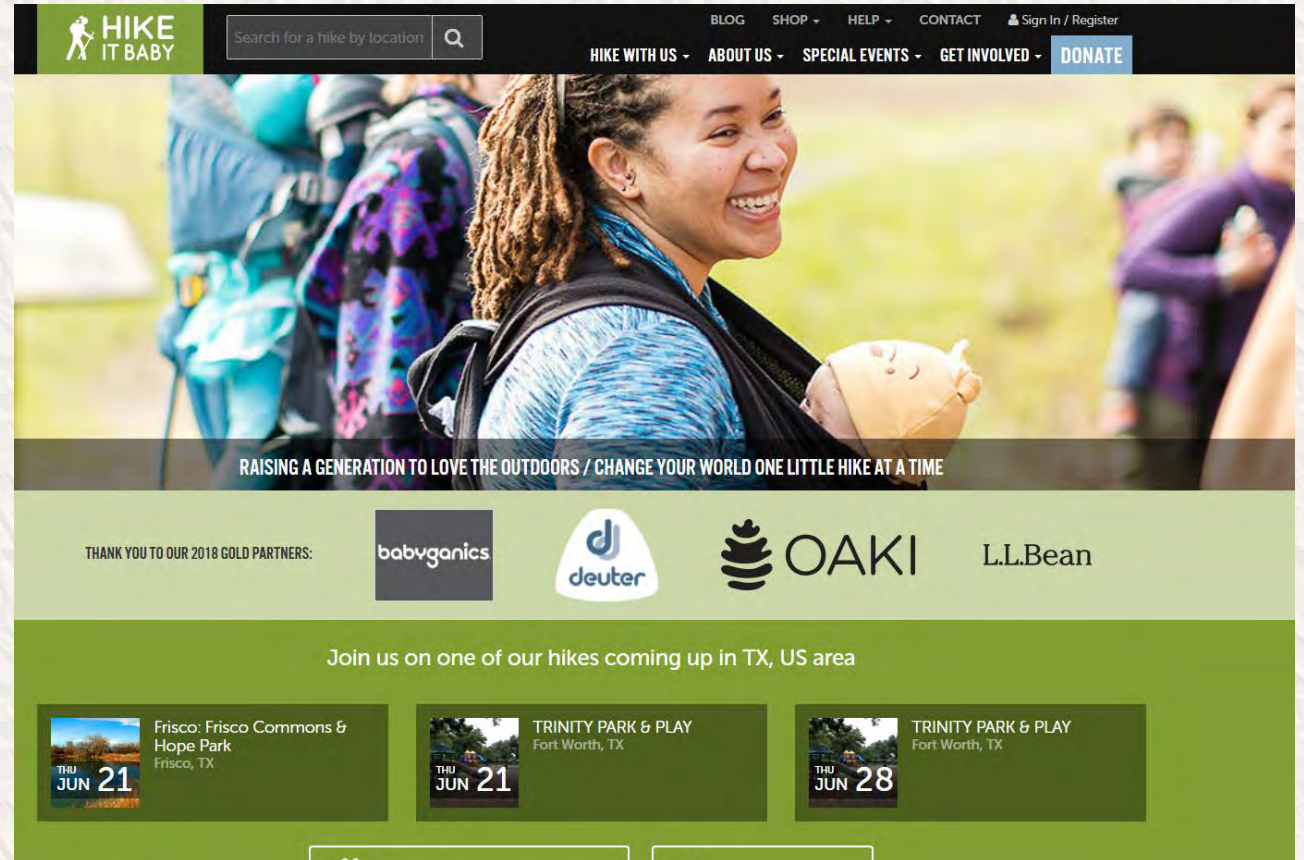 HIKE
IT BABY
Search for a hike by location
BLOG SHOP HELP CONTACT Sign In / Register
HIKE WITH US ABOUT US SPECIAL EVENTS GET INVOLVED DONATE
RAISING A GENERATION TO LOVE THE OUTDOORS / CHANGE YOUR WORLD ONE LITTLE HIKE AT A TIME
THANK YOU TO OUR 2018 GOLD PARTNERS:
babyganics
deuter
OAKI
L.L.Bean
Join us on one of our hikes coming up in TX, US area
THU
JUN 21
Frisco: Frisco Commons &
Hope Park
Frisco, TX
THU
JUN 21
TRINITY PARK & PLAY
Fort Worth, TX
THU
JUN 28
TRINITY PARK & PLAY
Fort Worth, TX